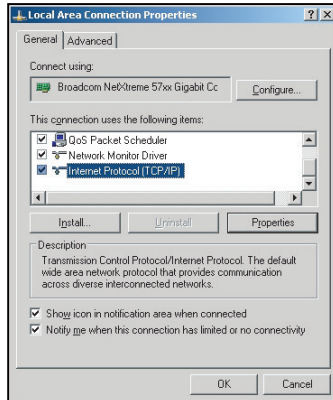 Local Area Connection Properties
General Advanced
Connect using:
Broadcom NetXtreme 57xx Gigabit Cc
Configure...
This connection uses the following items:
QoS Packet Scheduler
Network Monitor Driver
Internet Protocol (TCP/IP)
Install... Uninstall Properties
Description
Transmission Control Protocol/Internet Protocol. The default
wide area network protocol that provides communication
across diverse interconnected networks.
Show icon in notification area when connected
Notify me when this connection has limited or no connectivity
OK Cancel